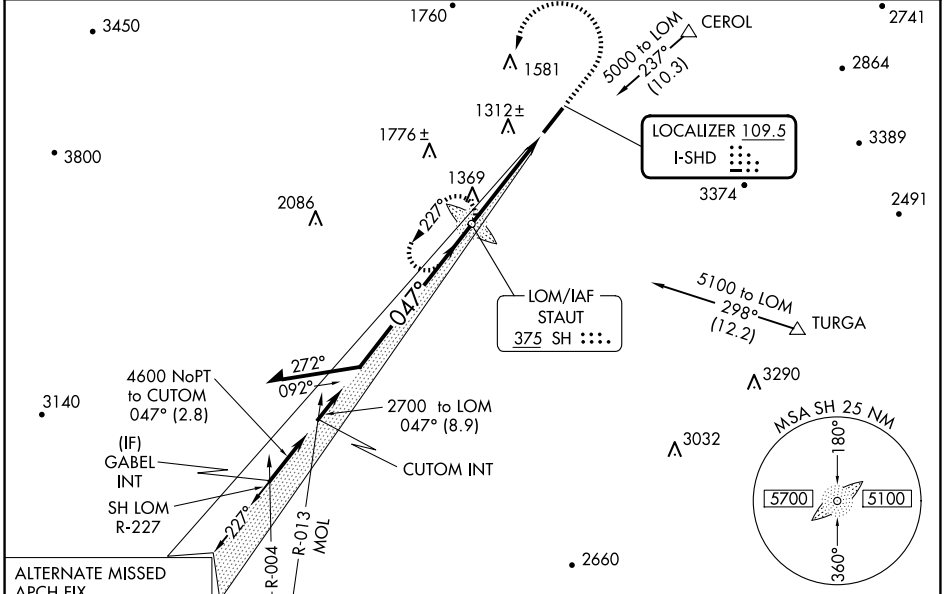 3450
1760
2741
CEROL
5000 to LOM
237°
(10.3)
1581
2864
1312±
LOCALIZER 109.5
I-SHD
3389
1776±
3800
3374
1369
2491
2086
227°
LOM/IAF
STAUT
375 SH
5100 to LOM
298°
(12.2)
TURGA
047°
272°
092°
4600 NoPT
to CUTOM
047° (2.8)
3290
3140
2700 to LOM
047° (8.9)
MSA SH 25 NM
180°
5700
5100
360°
(IF)
GABEL
INT
CUTOM INT
3032
SH LOM
R-227
227°
R-004
R-013
MOL
2660
ALTERNATE MISSED
APCH FIX